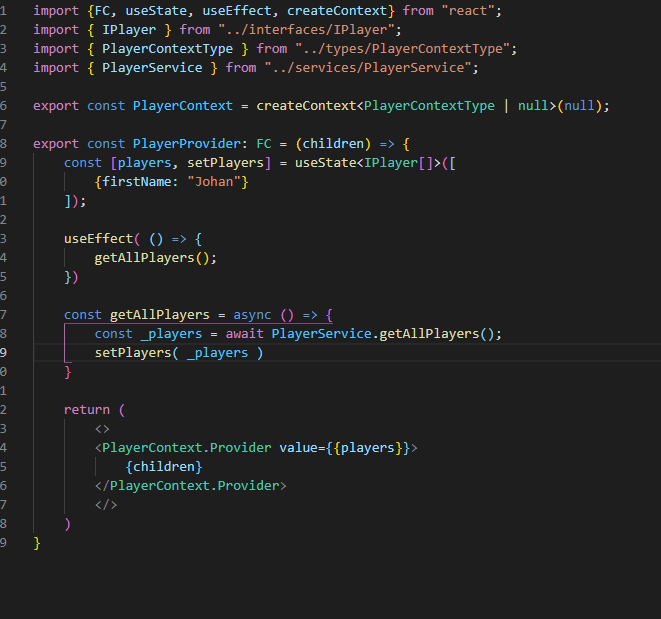 1 import {FC, useState, useEffect, createContext} from "react";
2 import { IPlayer } from "../interfaces/IPlayer";
3 import { PlayerContextType } from "../types/PlayerContextType";
4 import { PlayerService } from "../services/PlayerService";
5
6 export const PlayerContext = createContext<PlayerContextType | null>(null);
7
8 export const PlayerProvider: FC = (children) => {
9 const [players, setPlayers] = useState<IPlayer[]>([
0 {firstName: "Johan"}
1 ]);
2
3 useEffect( () => {
4 getAllPlayers();
5 })
6
7 const getAllPlayers = async () => {
8 const _players = await PlayerService.getAllPlayers();
9 setPlayers( _players )
0 }
1
2 return (
3 <>
4 <PlayerContext.Provider value={{players}}>
5 {children}
6 </PlayerContext.Provider>
7 </>
8 )
9 }